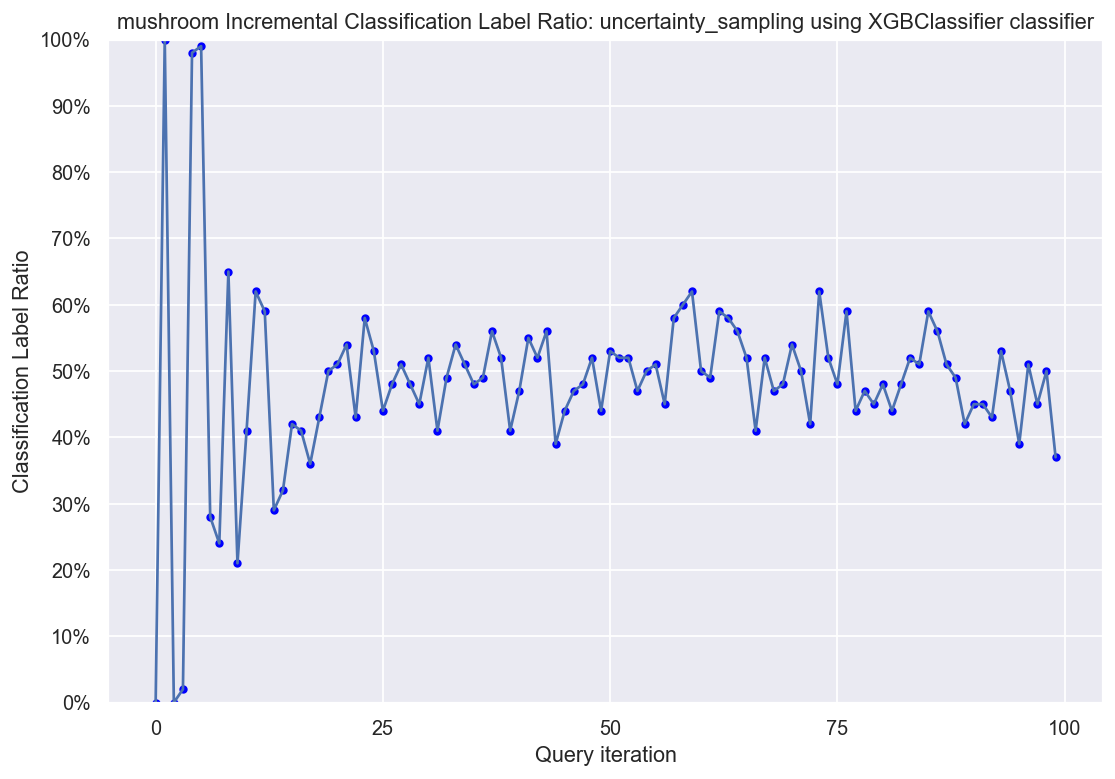 mushroom Incremental Classification Label Ratio: uncertainty_sampling using XGBClassifier classifier
100%
90%
80%
70%
60%
50%
40%
30%
20%
10%
0%
Classification Label Ratio
0 25 50 75 100
Query iteration